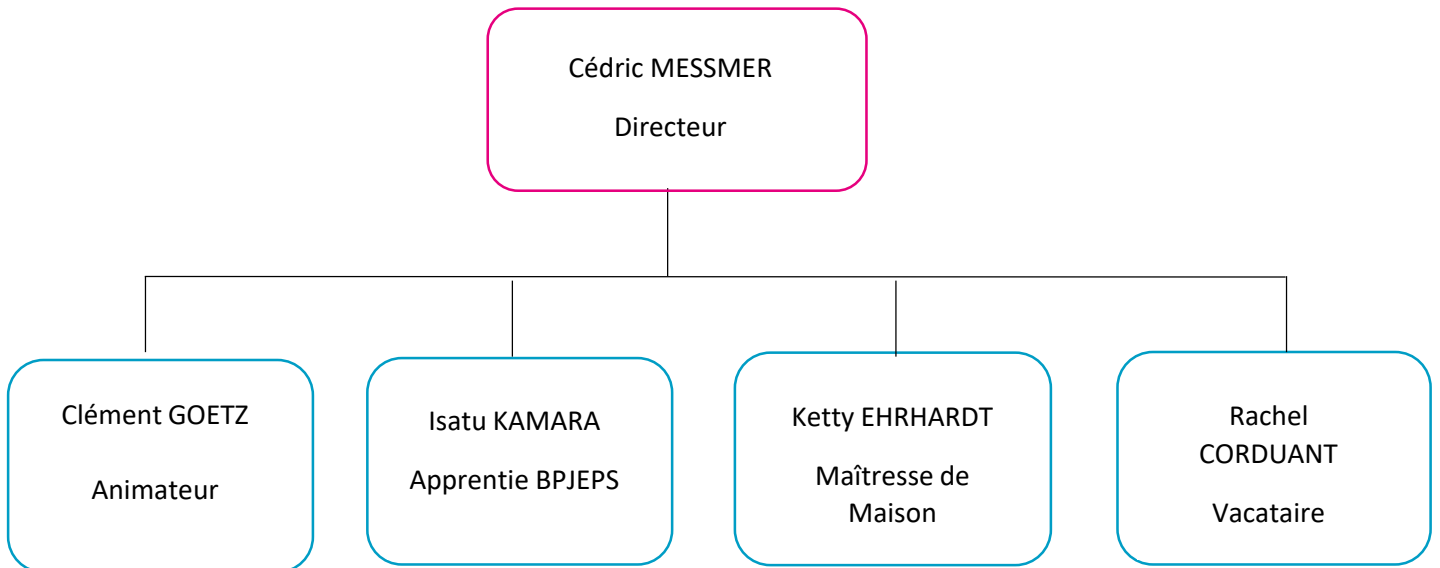 Cédric MESSMER
Directeur
Clément GOETZ
Animateur
Isatu KAMARA
Apprentie BPJEPS
Ketty EHRHARDT
Maîtresse de
Maison
Rachel
CORDUANT
Vacataire